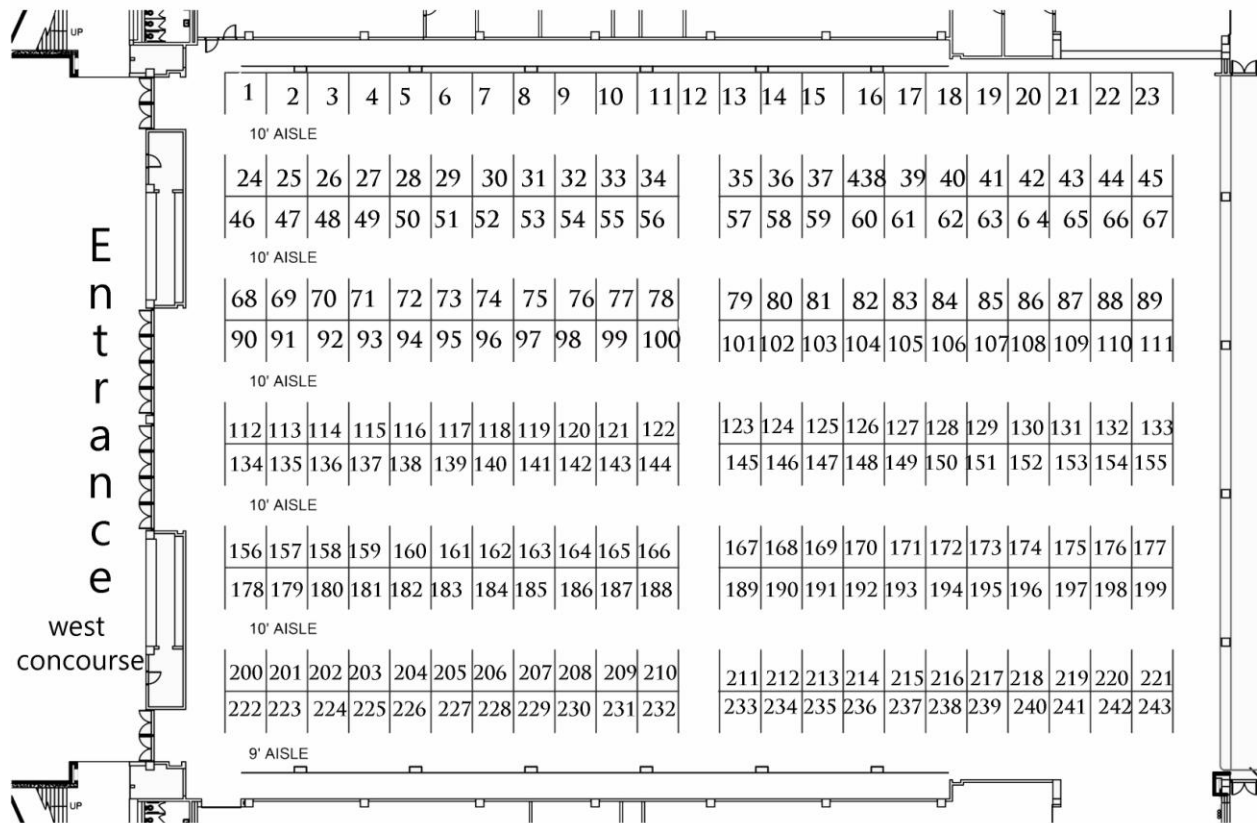 UP
1 2 3 4 5 6 7 8 9 10 11 12 13 14 15 16 17 18 19 20 21 22 23
10' AISLE
24 25 26 27 28 29 30 31 32 33 34 35 36 37 438 39 40 41 42 43 44 45
46 47 48 49 50 51 52 53 54 55 56 57 58 59 60 61 62 63 6 4 65 66 67
10' AISLE
68 69 70 71 72 73 74 75 76 77 78 79 80 81 82 83 84 85 86 87 88 89
90 91 92 93 94 95 96 97 98 99 100 101 102 103 104 105 106 107 108 109 110 111
10' AISLE
112 113 114 115 116 117 118 119 120 121 122 123 124 125 126 127 128 129 130 131 132 133
134 135 136 137 138 139 140 141 142 143 144 145 146 147 148 149 150 151 152 153 154 155
10' AISLE
156 157 158 159 160 161 162 163 164 165 166 167 168 169 170 171 172 173 174 175 176 177
178 179 180 181 182 183 184 185 186 187 188 189 190 191 192 193 194 195 196 197 198 199
10' AISLE
200 201 202 203 204 205 206 207 208 209 210 211 212 213 214 215 216 217 218 219 220 221
222 223 224 225 226 227 228 229 230 231 232 233 234 235 236 237 238 239 240 241 242 243
9' AISLE
Entrance
west
concourse
UP